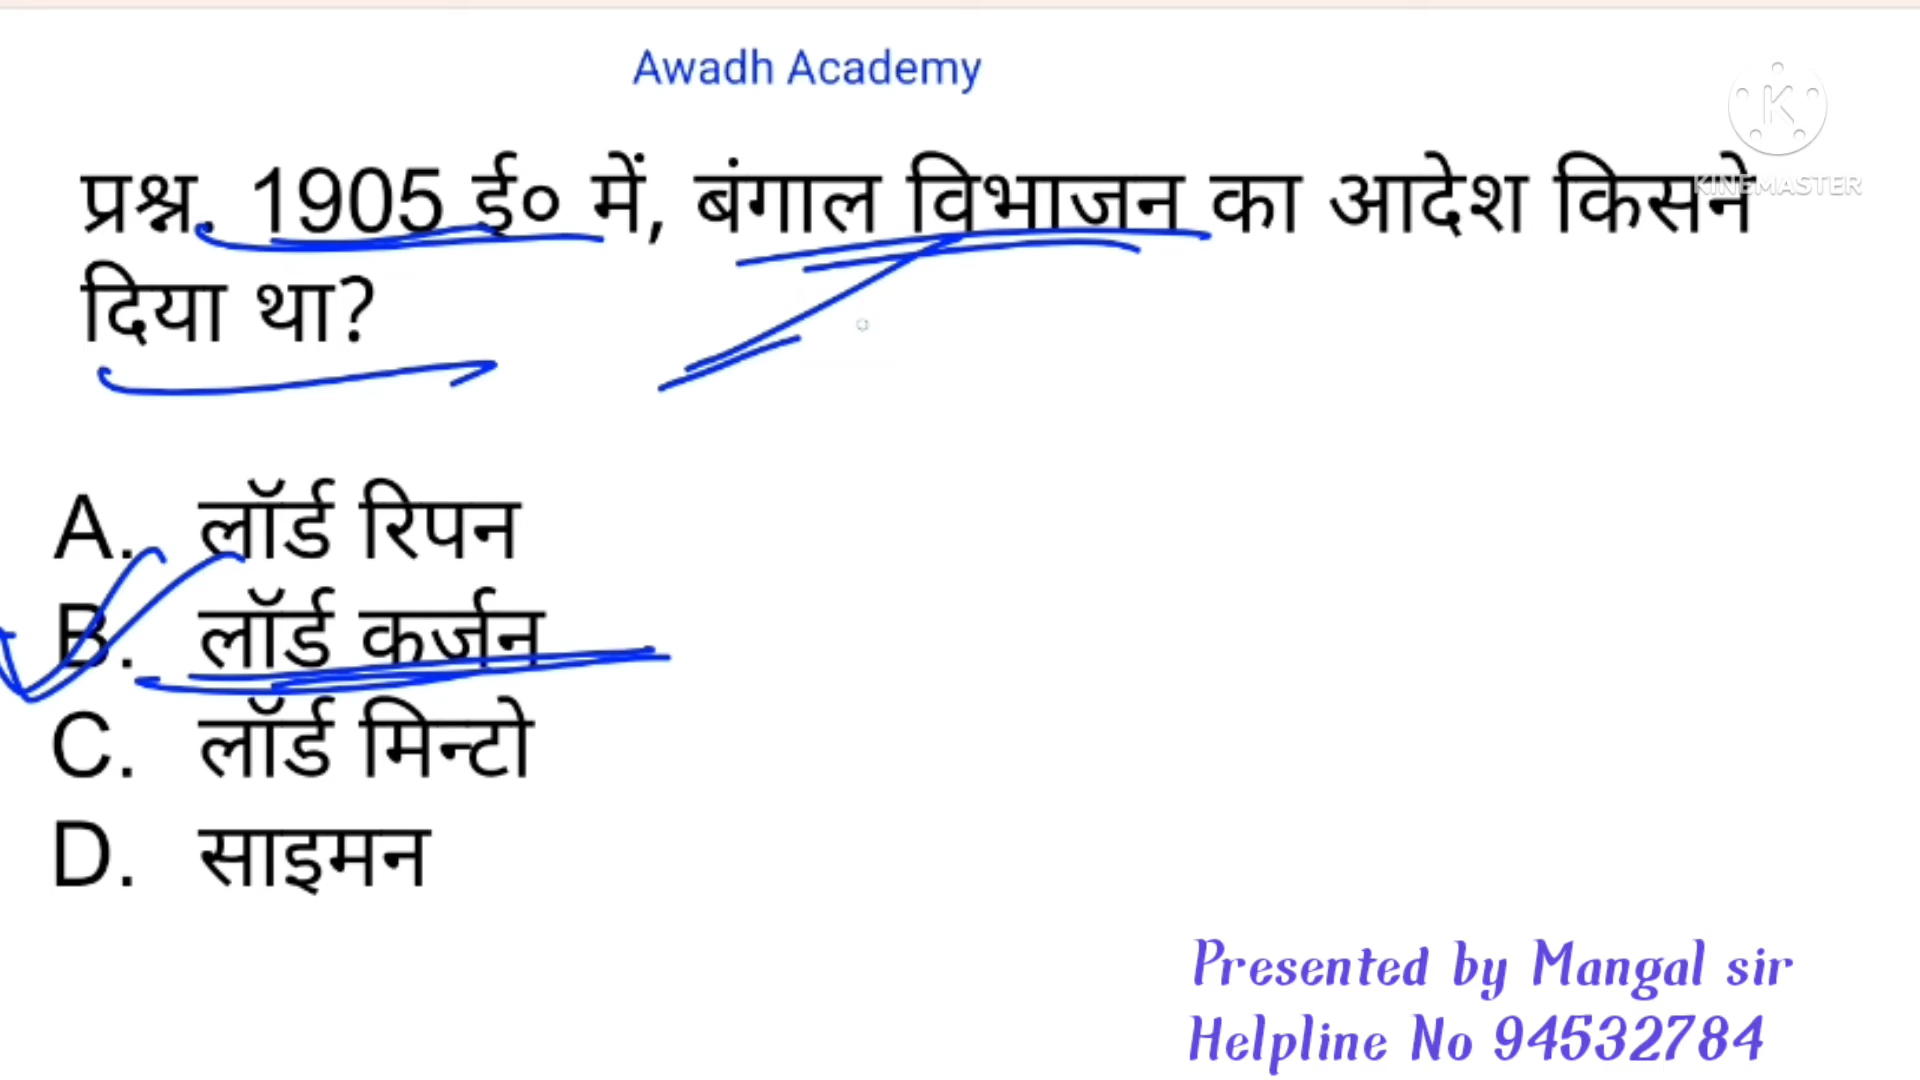 Awadh Academy
KINEMASTER
प्रश्न. 1905 ई० में, बंगाल विभाजन का आदेश किसने
दिया था?
A. लॉर्ड रिपन
B. लॉर्ड कर्जन
C. लॉर्ड मिन्टो
D. साइमन
Presented by Mangal sir
Helpline No 94532784